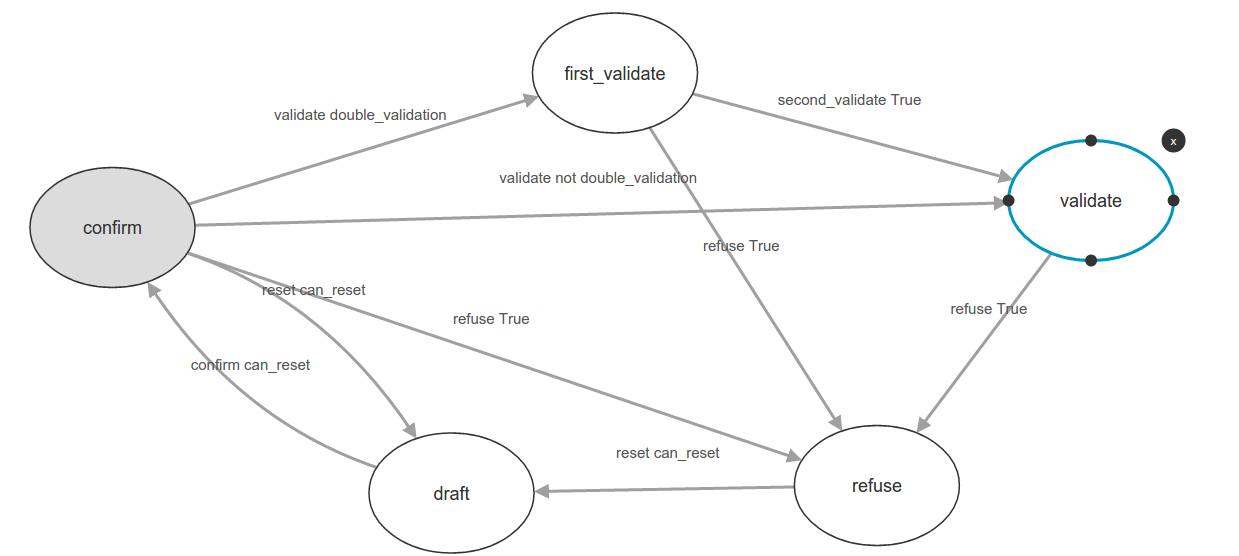 first_validate
second_validate True
validate double_validation
x
validate not double_validation
validate
confirm
refuse True
reset can_reset
refuse True
refuse True
confirm can_reset
reset can_reset
refuse
draft